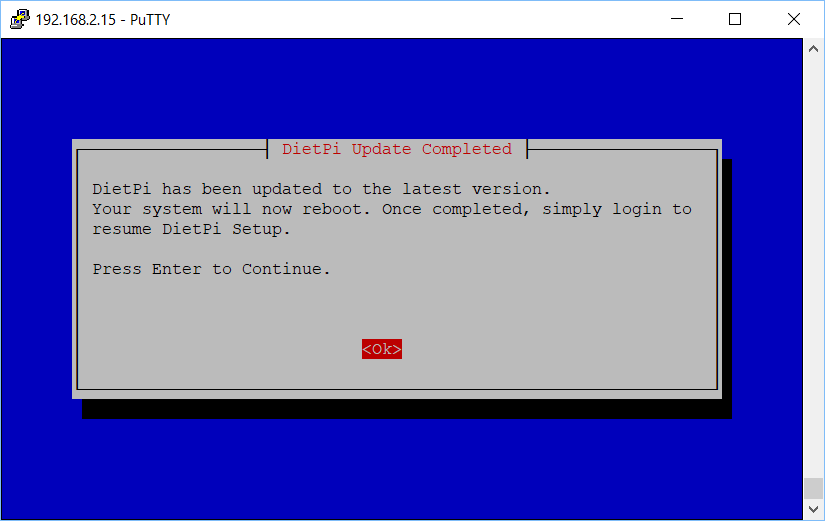 192.168.2.15 - PuTTY
DietPi Update Completed
DietPi has been updated to the latest version.
Your system will now reboot. Once completed, simply login to
resume DietPi Setup.
Press Enter to Continue.
<Ok>